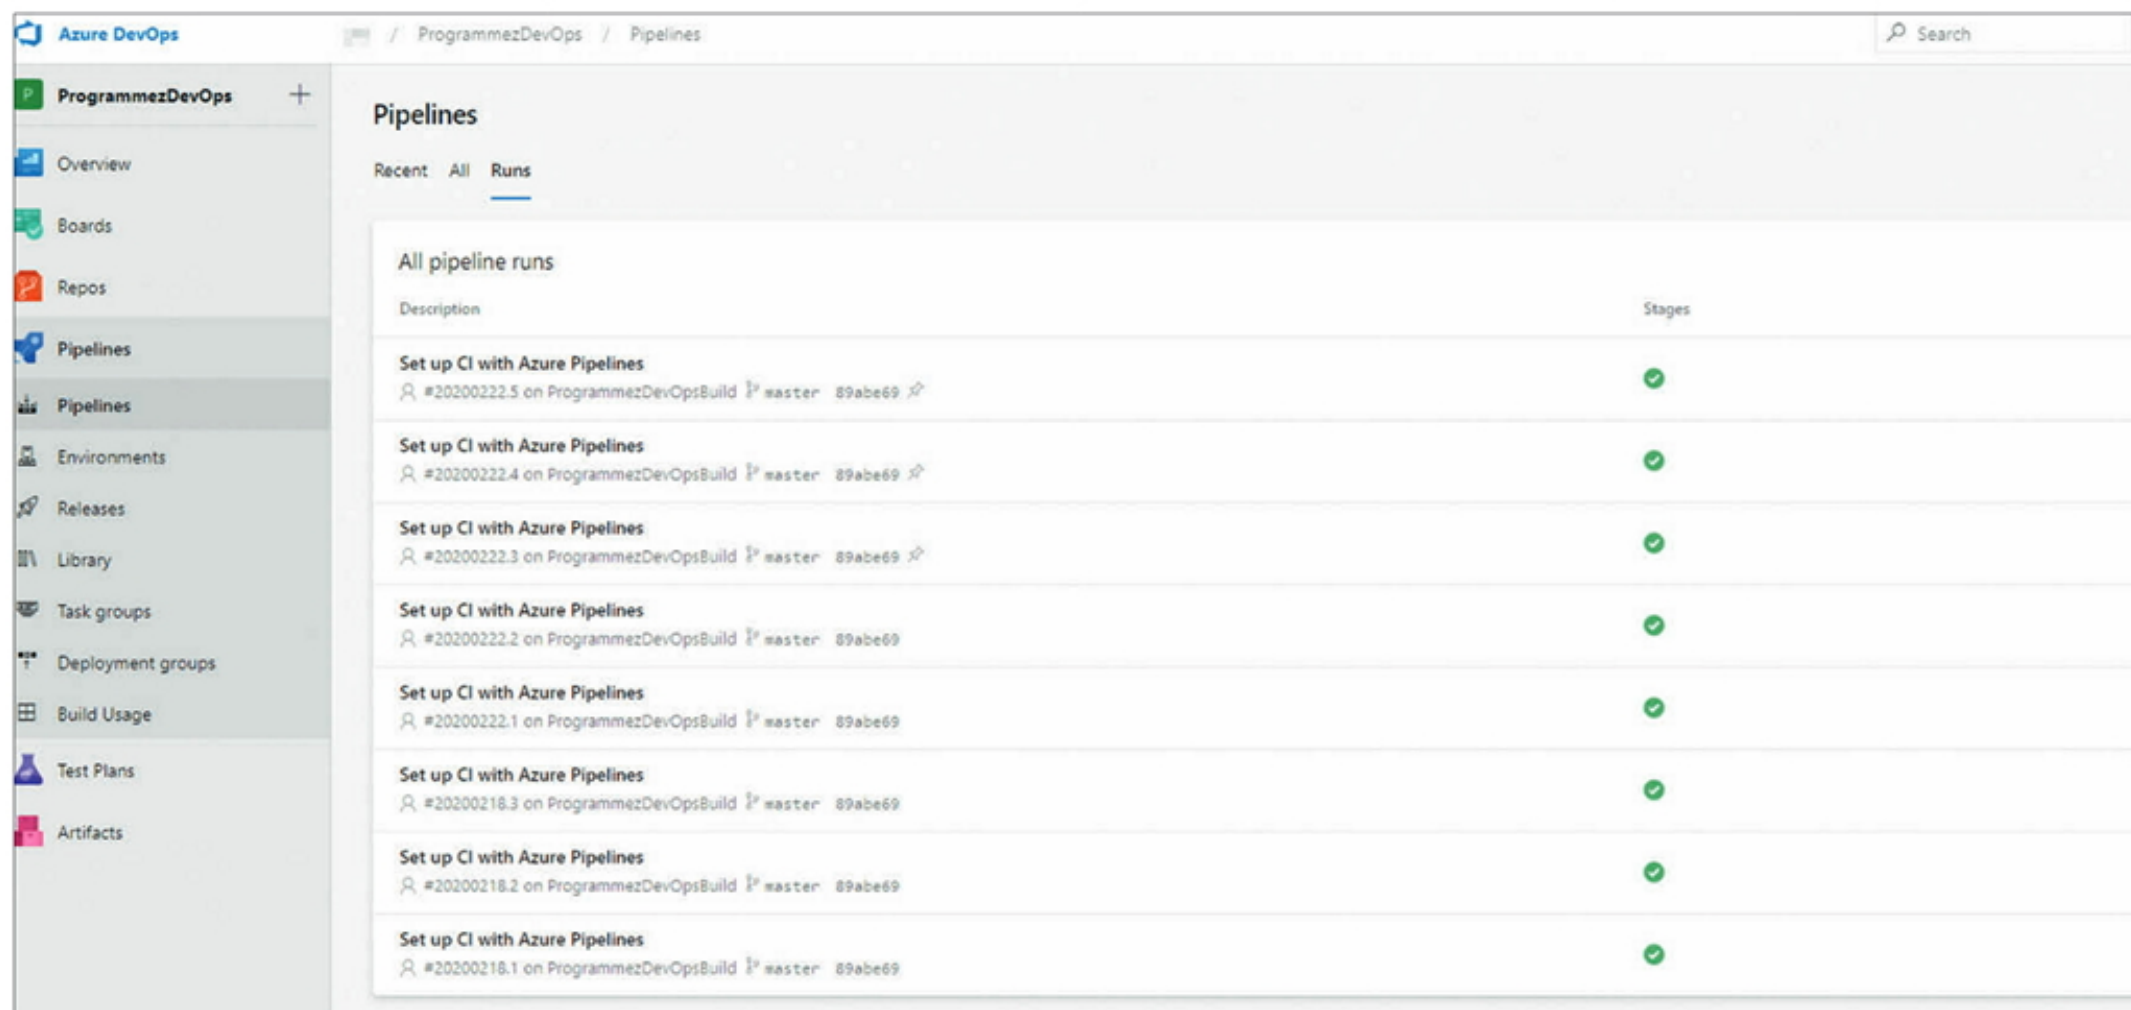 Azure DevOps
/ ProgrammezDevOps / Pipelines
Search
P ProgrammezDevOps +
Overview
Boards
Repos
Pipelines
Pipelines
Environments
Releases
Library
Task groups
Deployment groups
Build Usage
Test Plans
Artifacts
Pipelines
Recent All Runs
All pipeline runs
Description Stages
Set up CI with Azure Pipelines
#20200222.5 on ProgrammezDevOpsBuild master 89abe69
Set up CI with Azure Pipelines
#20200222.4 on ProgrammezDevOpsBuild master 89abe69
Set up CI with Azure Pipelines
#20200222.3 on ProgrammezDevOpsBuild master 89abe69
Set up CI with Azure Pipelines
#20200222.2 on ProgrammezDevOpsBuild master 89abe69
Set up CI with Azure Pipelines
#20200222.1 on ProgrammezDevOpsBuild master 89abe69
Set up CI with Azure Pipelines
#20200218.3 on ProgrammezDevOpsBuild master 89abe69
Set up CI with Azure Pipelines
#20200218.2 on ProgrammezDevOpsBuild master 89abe69
Set up CI with Azure Pipelines
#20200218.1 on ProgrammezDevOpsBuild master 89abe69